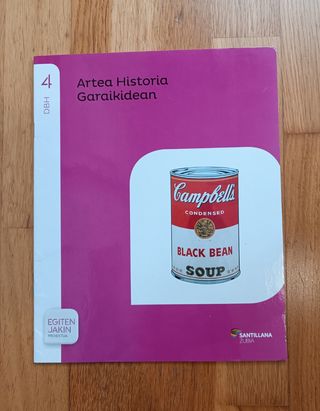 4
DBH
Artea Historia
Garaikidean
Campbell's
CONDENSED
BLACK BEAN
SOUP
EGITEN
JAKIN
PROIEKTUA
SANTILLANA
ZUBIA